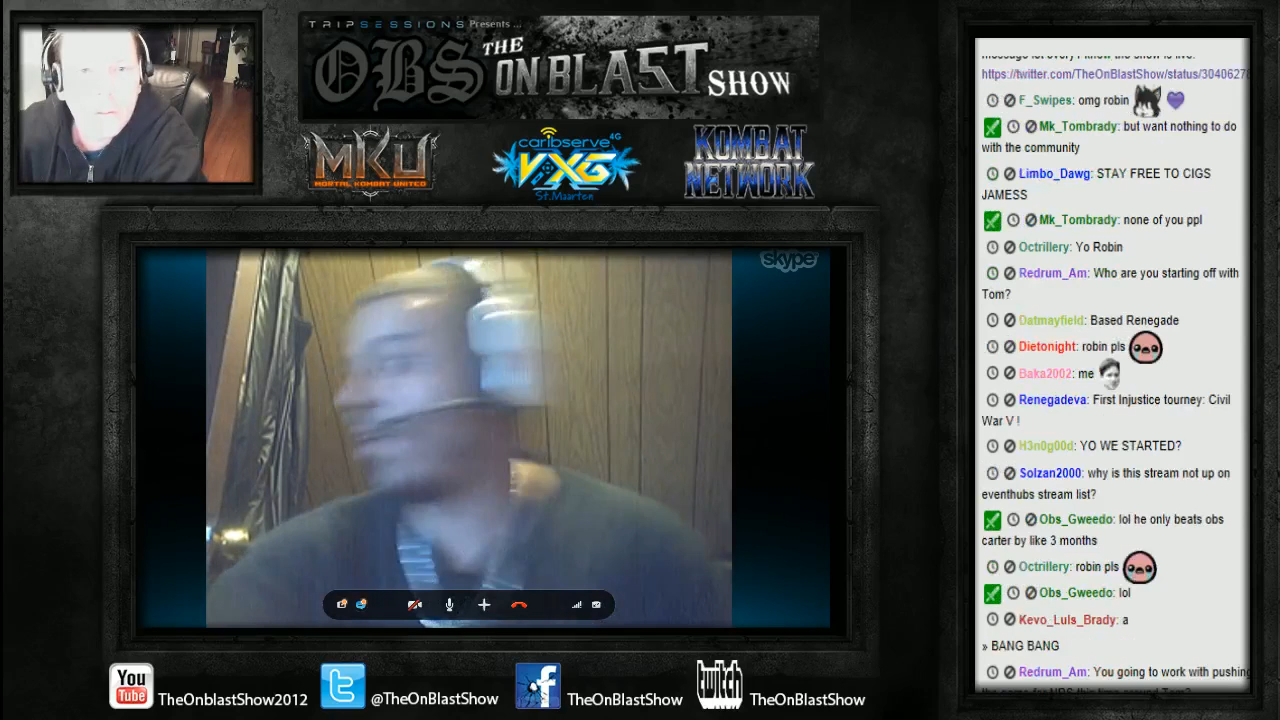 TRIPSESSIONS Presents ...
OBS THE ON BLAST SHOW
MKU
MORTAL KOMBAT UNITED
caribserve 4G
VXG
St.Maarten
KOMBAT
NETWORK
skype
https://twitter.com/TheOnBlastShow/status/30406278
F_Swipes: omg robin
Mk_Tombrady: but want nothing to do
with the community
Limbo_Dawg: STAY FREE TO CIGS
JAMESS
Mk_Tombrady: none of you ppl
Octrillery: Yo Robin
Redrum_Am: Who are you starting off with
Tom?
Datmayfield: Based Renegade
Dietonight: robin pls
Baka2002: me
Renegadeva: First Injustice tourney: Civil
War V !
H3n0g00d: YO WE STARTED?
Solzan2000: why is this stream not up on
eventhubs stream list?
Obs_Gweedo: lol he only beats obs
carter by like 3 months
Octrillery: robin pls
Obs_Gweedo: lol
Kevo_Luls_Brady: a
» BANG BANG
Redrum_Am: You going to work with pushing
You Tube TheOnblastShow2012
@TheOnBlastShow
f TheOnBlastShow
twitch TheOnBlastShow